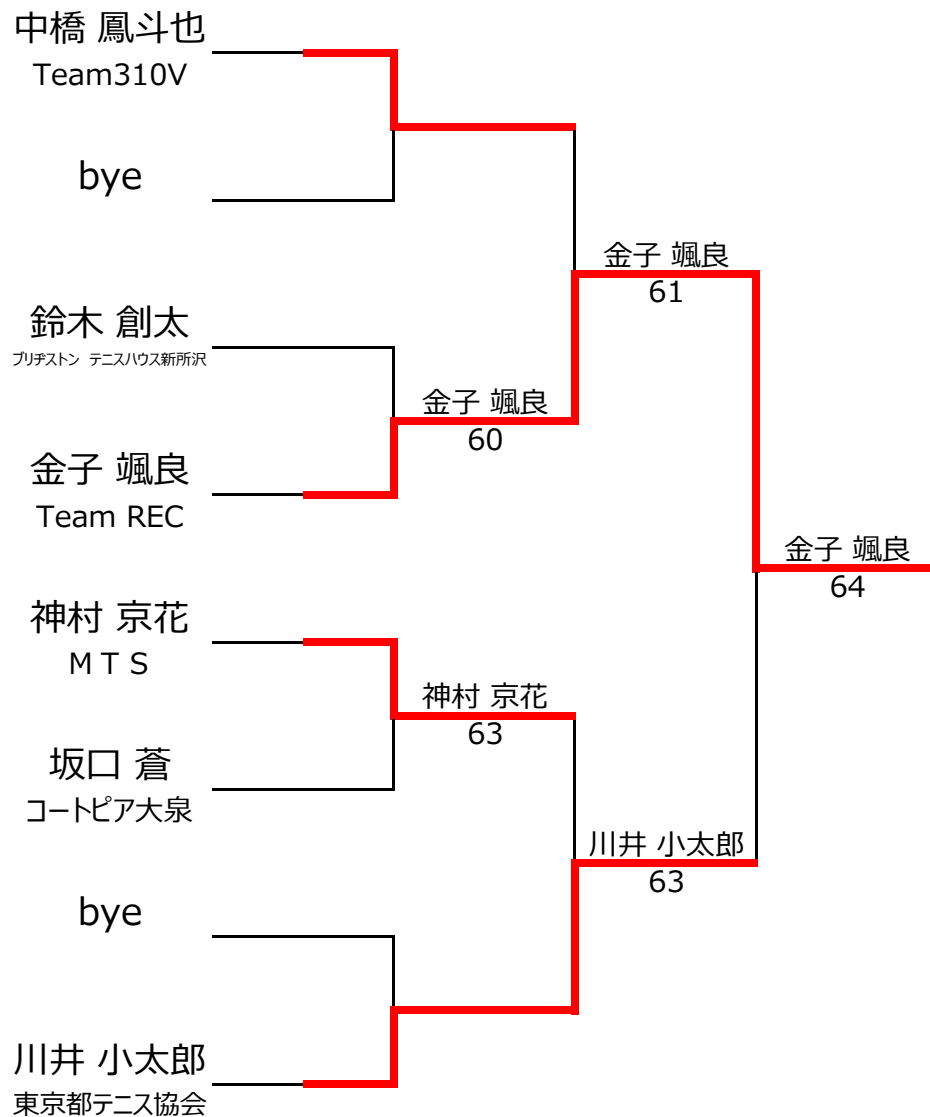 中橋 鳳斗也
Team310V
bye
金子 颯良
61
鈴木 創太
ブリヂストン テニスハウス新所沢
金子 颯良
60
金子 颯良
Team REC
金子 颯良
64
神村 京花
ＭＴＳ
神村 京花
63
坂口 蒼
コートピア大泉
川井 小太郎
63
bye
川井 小太郎
東京都テニス協会